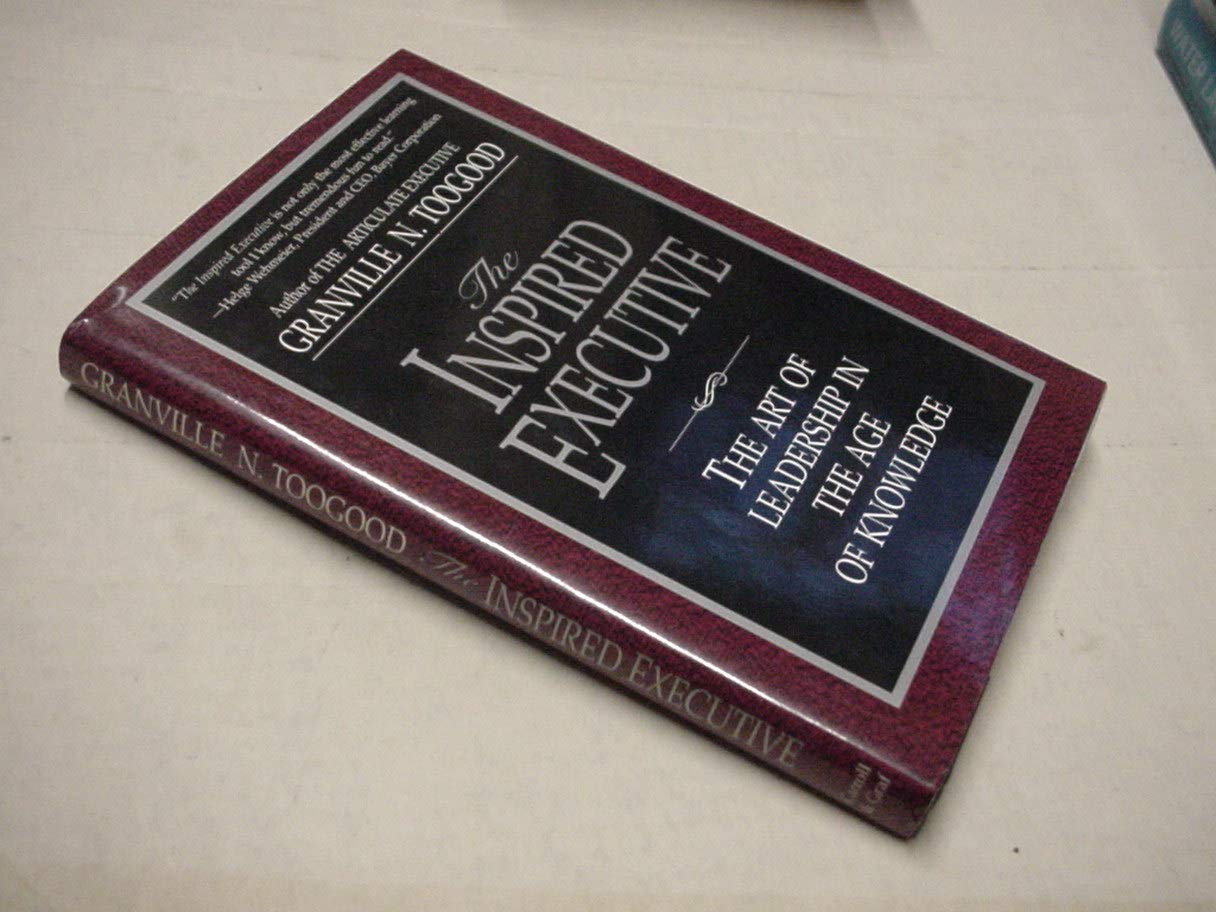 "The Inspired Executive is not only the most effective learning
tool I know, but tremendous fun to read."
—Helge Wehmeier, President and CEO, Bayer Corporation
Author of THE ARTICULATE EXECUTIVE
GRANVILLE N. TOOGOOD
The
INSPIRED
EXECUTIVE
THE ART OF
LEADERSHIP IN
THE AGE
OF KNOWLEDGE
GRANVILLE N. TOOGOOD The INSPIRED EXECUTIVE
Carroll
& Graf